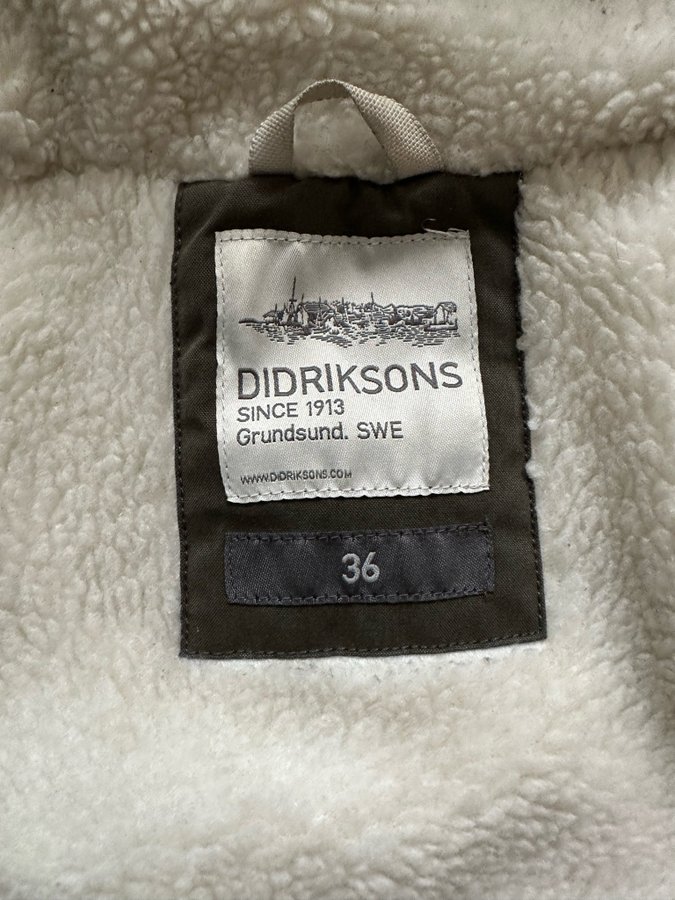 DIDRIKSONS
SINCE 1913
Grundsund. SWE
WWW.DIDRIKSONS.COM
36